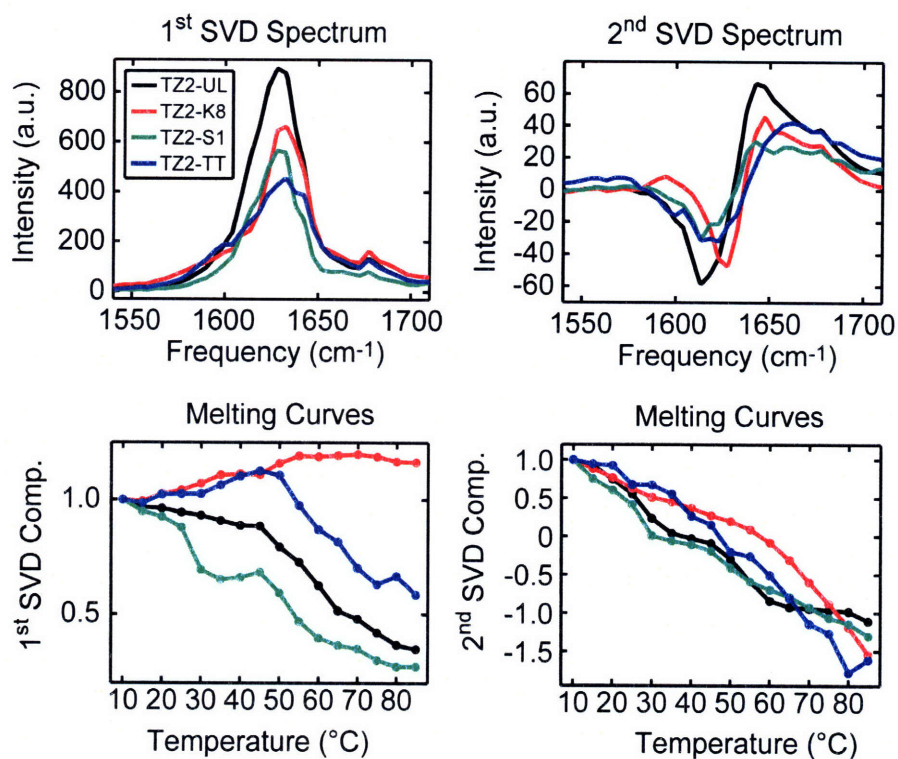 1st SVD Spectrum
Intensity (a.u.)
800
600
400
200
0
TZ2-UL
TZ2-K8
TZ2-S1
TZ2-TT
1550 1600 1650 1700
Frequency (cm-1)
2nd SVD Spectrum
Intensity (a.u.)
60
40
20
0
-20
-40
-60
1550 1600 1650 1700
Frequency (cm-1)
Melting Curves
1st SVD Comp.
1.0
0.5
10 20 30 40 50 60 70 80
Temperature (°C)
Melting Curves
2nd SVD Comp.
1.0
0.5
0
-0.5
-1.0
-1.5
10 20 30 40 50 60 70 80
Temperature (°C)